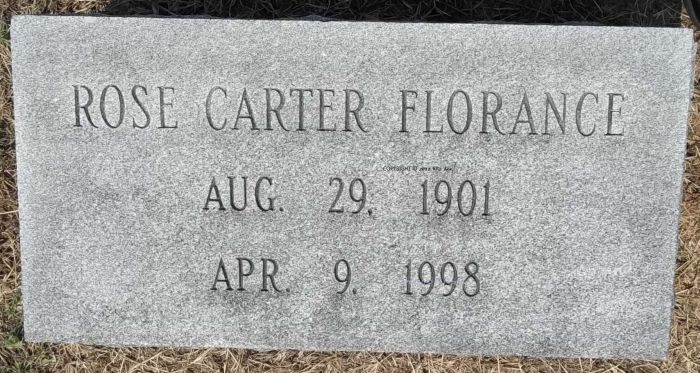 ROSE CARTER FLORANCE
AUG. 29, 1901
APR. 9, 1998